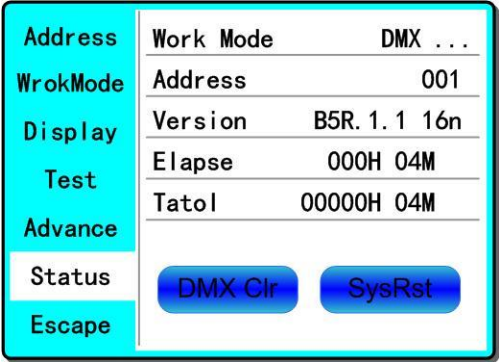 Address
WrokMode
Display
Test
Advance
Status
Escape
Work Mode DMX ...
Address 001
Version B5R.1.1 16n
Elapse 000H 04M
Tatol 00000H 04M
DMX Clr SysRst